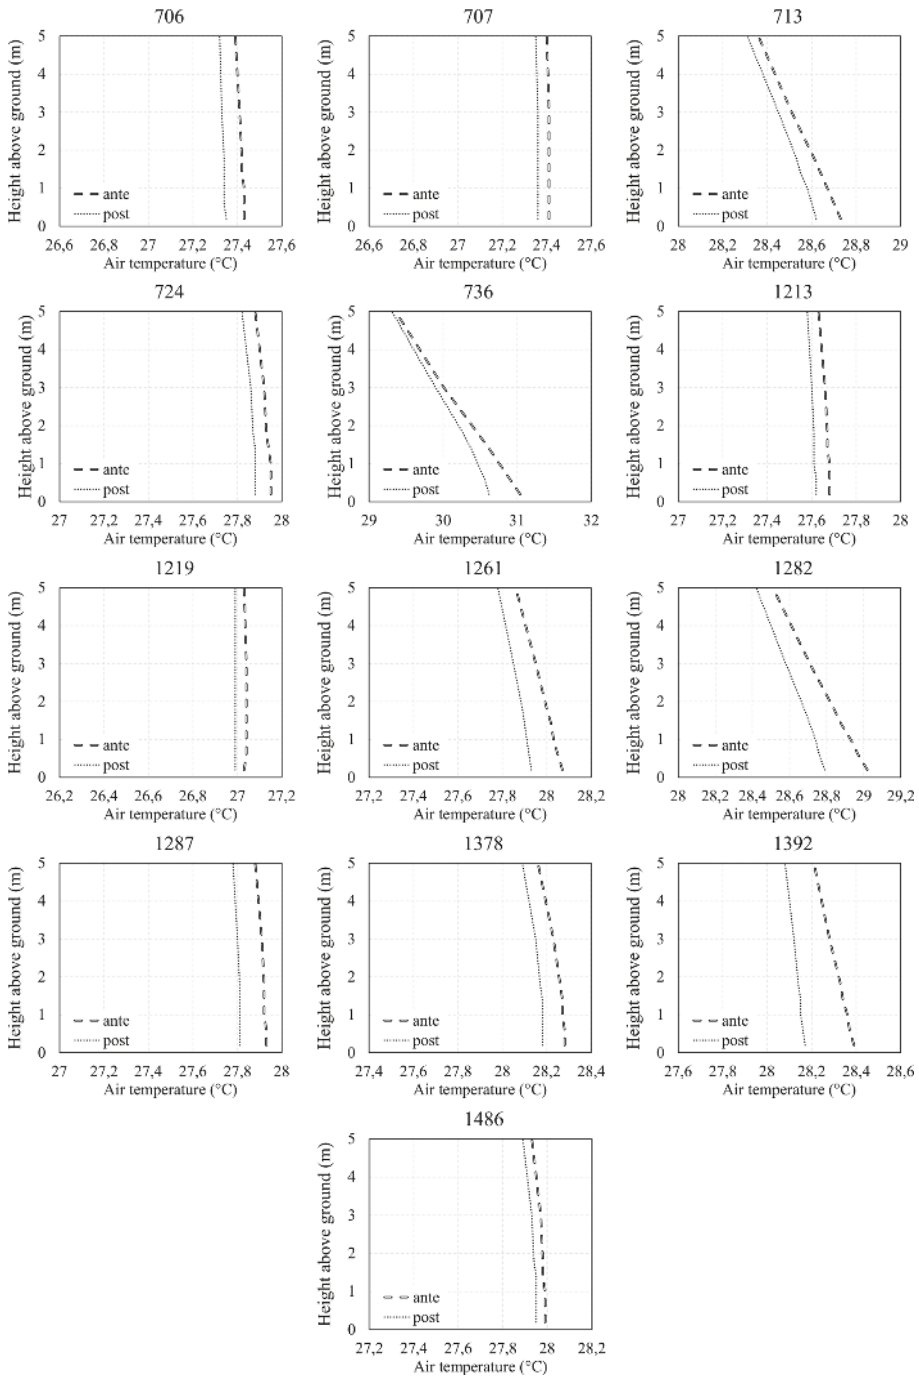 706
707
713
Height above ground (m)
5
4
3
2
1
0
ante
post
26,6 26,8 27 27,2 27,4 27,6
Air temperature (°C)
Height above ground (m)
5
4
3
2
1
0
ante
post
26,6 26,8 27 27,2 27,4 27,6
Air temperature (°C)
Height above ground (m)
5
4
3
2
1
0
ante
post
28 28,2 28,4 28,6 28,8 29
Air temperature (°C)
724
736
1213
Height above ground (m)
5
4
3
2
1
0
ante
post
27 27,2 27,4 27,6 27,8 28
Air temperature (°C)
Height above ground (m)
5
4
3
2
1
0
ante
post
29 30 31 32
Air temperature (°C)
Height above ground (m)
5
4
3
2
1
0
ante
post
27 27,2 27,4 27,6 27,8 28
Air temperature (°C)
1219
1261
1282
Height above ground (m)
5
4
3
2
1
0
ante
post
26,2 26,4 26,6 26,8 27 27,2
Air temperature (°C)
Height above ground (m)
5
4
3
2
1
0
ante
post
27,2 27,4 27,6 27,8 28 28,2
Air temperature (°C)
Height above ground (m)
5
4
3
2
1
0
ante
post
28 28,2 28,4 28,6 28,8 29 29,2
Air temperature (°C)
1287
1378
1392
Height above ground (m)
5
4
3
2
1
0
ante
post
27 27,2 27,4 27,6 27,8 28
Air temperature (°C)
Height above ground (m)
5
4
3
2
1
0
ante
post
27,4 27,6 27,8 28 28,2 28,4
Air temperature (°C)
Height above ground (m)
5
4
3
2
1
0
ante
post
27,6 27,8 28 28,2 28,4 28,6
Air temperature (°C)
1486
Height above ground (m)
5
4
3
2
1
0
ante
post
27,2 27,4 27,6 27,8 28 28,2
Air temperature (°C)